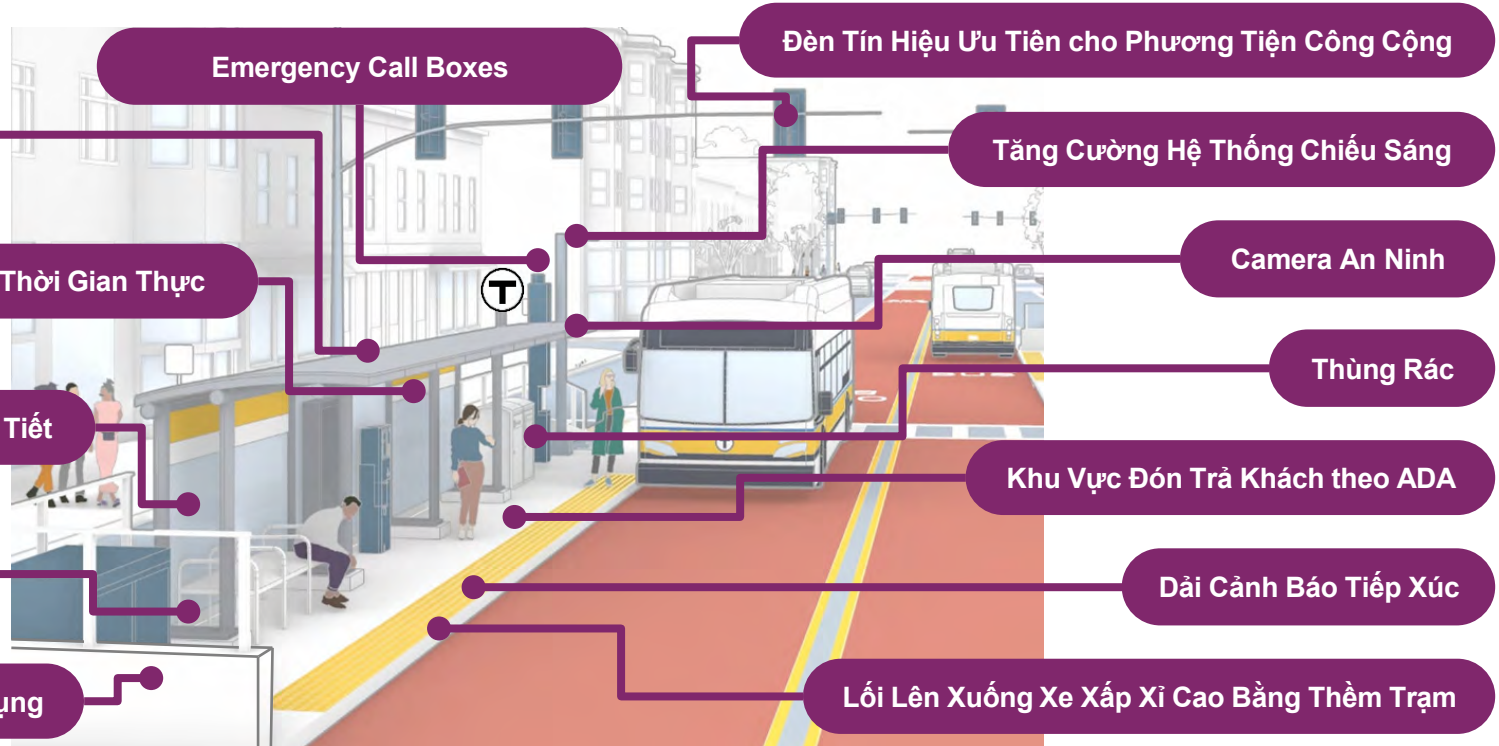 Emergency Call Boxes
Đèn Tín Hiệu Ưu Tiên cho Phương Tiện Công Cộng
Tăng Cường Hệ Thống Chiếu Sáng
Camera An Ninh
Thời Gian Thực
T
Thùng Rác
Tiết
Khu Vực Đón Trả Khách theo ADA
Dải Cảnh Báo Tiếp Xúc
Lối Lên Xuống Xe Xấp Xỉ Cao Bằng Thềm Trạm